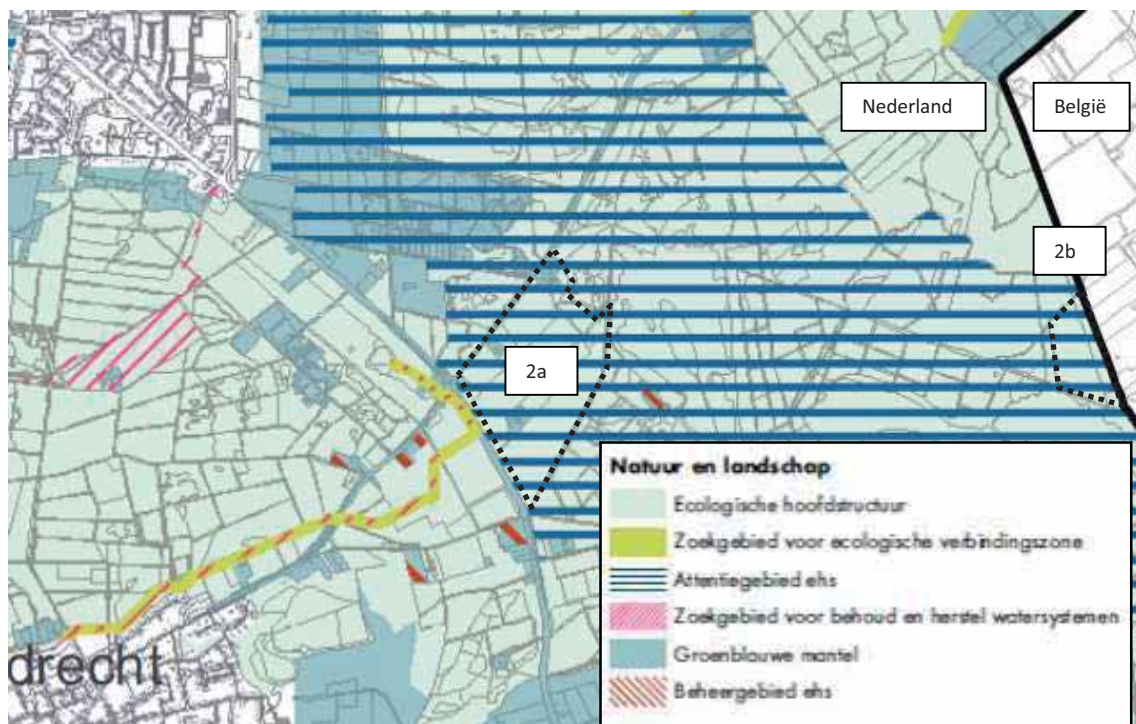 Nederland
België
2b
2a
drecht
Natuur en landschap
Ecologische hoofdstructuur
Zoekgebied voor ecologische verbindingszone
Attentiegebied ehs
Zoekgebied voor behoud en herstel watersystemen
Groenblauwe mantel
Beheergebied ehs